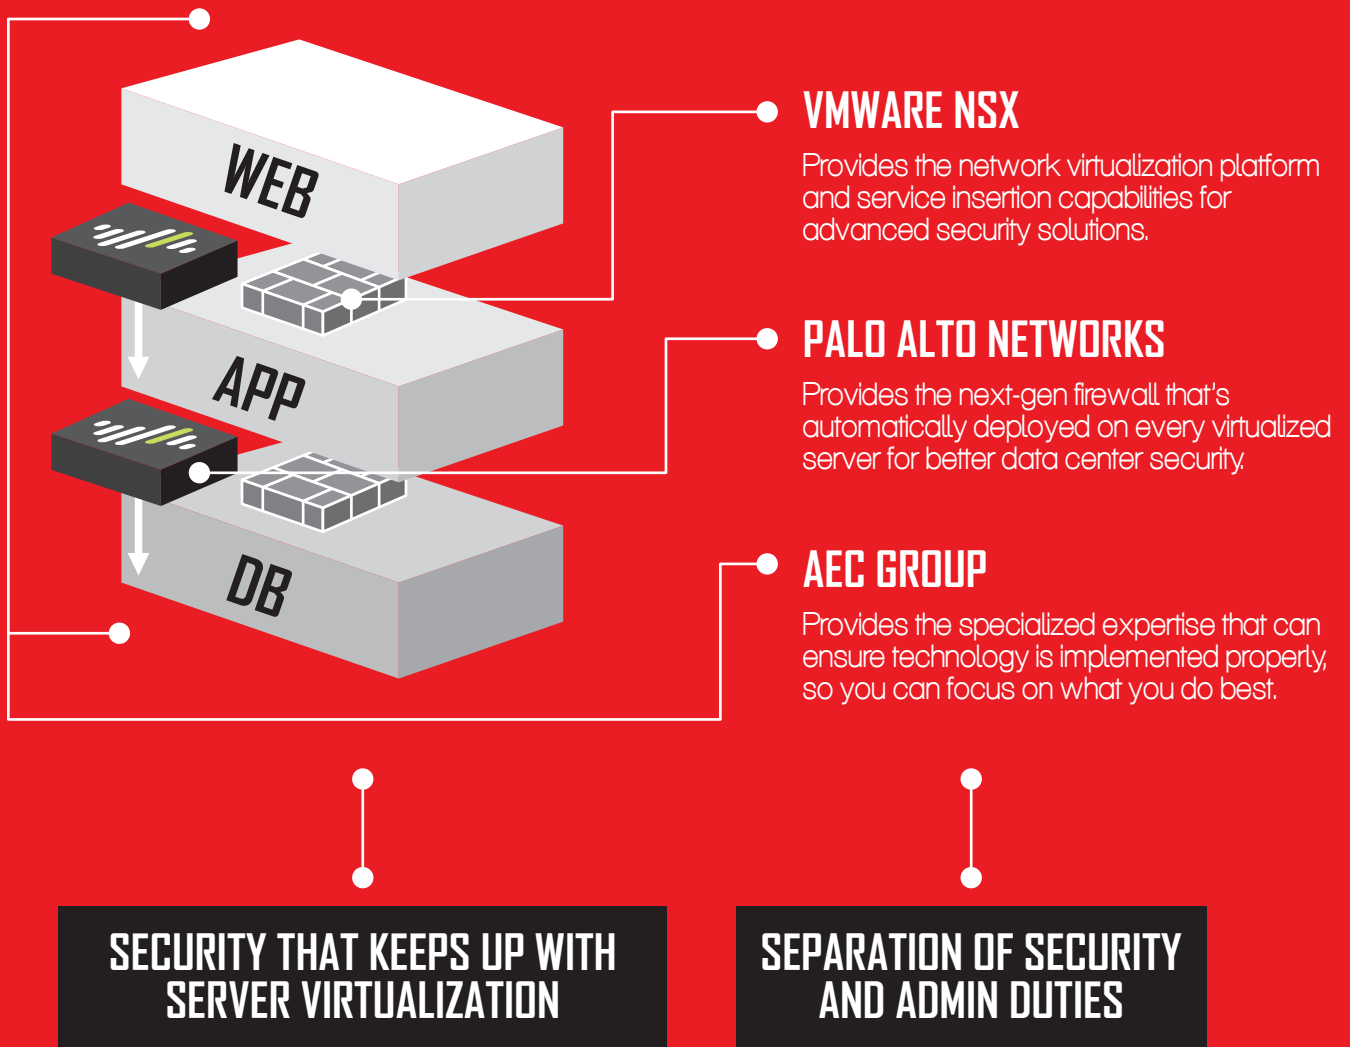 WEB
APP
DB
VMWARE NSX
Provides the network virtualization platform
and service insertion capabilities for
advanced security solutions.
PALO ALTO NETWORKS
Provides the next-gen firewall that's
automatically deployed on every virtualized
server for better data center security.
AEC GROUP
Provides the specialized expertise that can
ensure technology is implemented properly,
so you can focus on what you do best.
SECURITY THAT KEEPS UP WITH
SERVER VIRTUALIZATION
SEPARATION OF SECURITY
AND ADMIN DUTIES